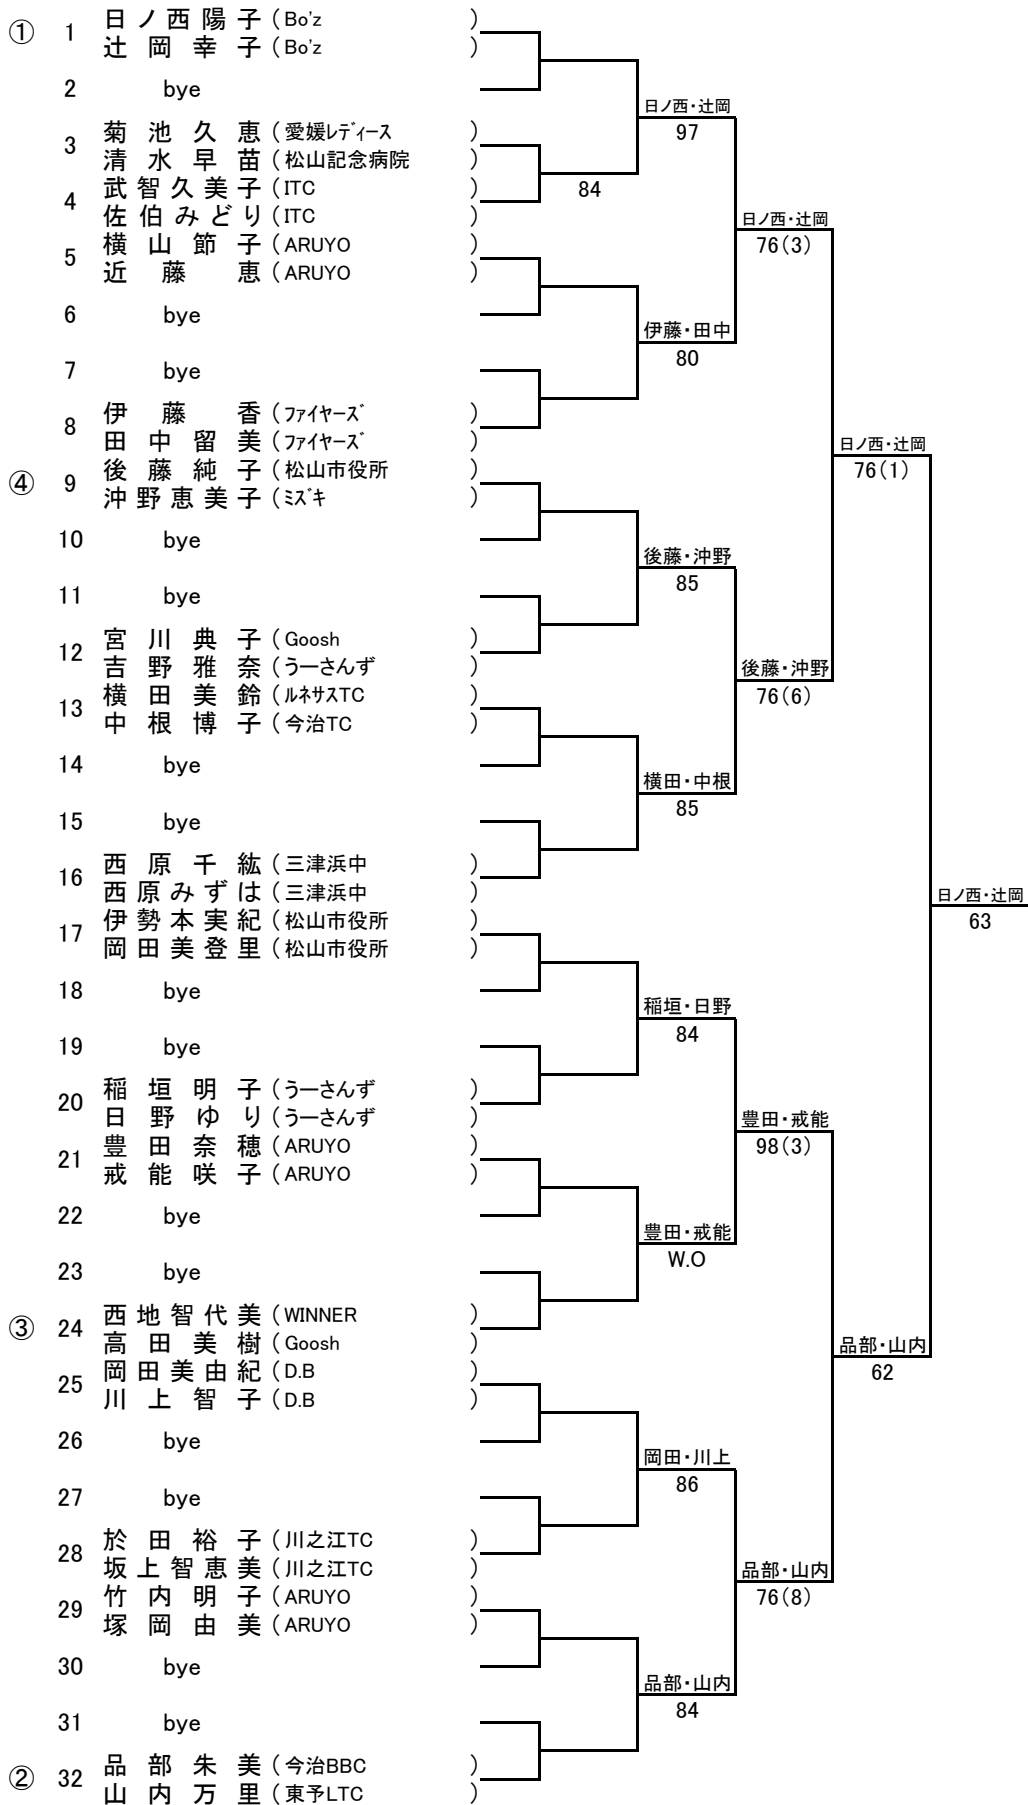 ① 1 日ノ西陽子(Bo'z )
辻岡幸子(Bo'z )
2 bye
日ノ西・辻岡
97
3 菊池久恵(愛媛ﾚﾃﾞｨｰｽ )
清水早苗(松山記念病院 )
84
4 武智久美子(ITC )
佐伯みどり(ITC )
日ノ西・辻岡
76(3)
5 横山節子(ARUYO )
近藤恵(ARUYO )
6 bye
伊藤・田中
80
7 bye
8 伊藤香(ﾌｧｲﾔｰｽﾞ )
田中留美(ﾌｧｲﾔｰｽﾞ )
日ノ西・辻岡
76(1)
④ 9 後藤純子(松山市役所 )
沖野恵美子(ﾐｽﾞｷ )
10 bye
後藤・沖野
85
11 bye
12 宮川典子(Goosh )
吉野雅奈(うーさんず )
後藤・沖野
76(6)
13 横田美鈴(ﾙﾈｻｽTC )
中根博子(今治TC )
14 bye
横田・中根
85
15 bye
16 西原千紘(三津浜中 )
西原みずは(三津浜中 )
日ノ西・辻岡
63
17 伊勢本実紀(松山市役所 )
岡田美登里(松山市役所 )
18 bye
稲垣・日野
84
19 bye
20 稲垣明子(うーさんず )
日野ゆり(うーさんず )
豊田・戒能
98(3)
21 豊田奈穂(ARUYO )
戒能咲子(ARUYO )
22 bye
豊田・戒能
W.O
23 bye
③ 24 西地智代美(WINNER )
高田美樹(Goosh )
品部・山内
62
25 岡田美由紀(D.B )
川上智子(D.B )
26 bye
岡田・川上
86
27 bye
28 於田裕子(川之江TC )
坂上智恵美(川之江TC )
品部・山内
76(8)
29 竹内明子(ARUYO )
塚岡由美(ARUYO )
30 bye
品部・山内
84
31 bye
② 32 品部朱美(今治BBC )
山内万里(東予LTC )